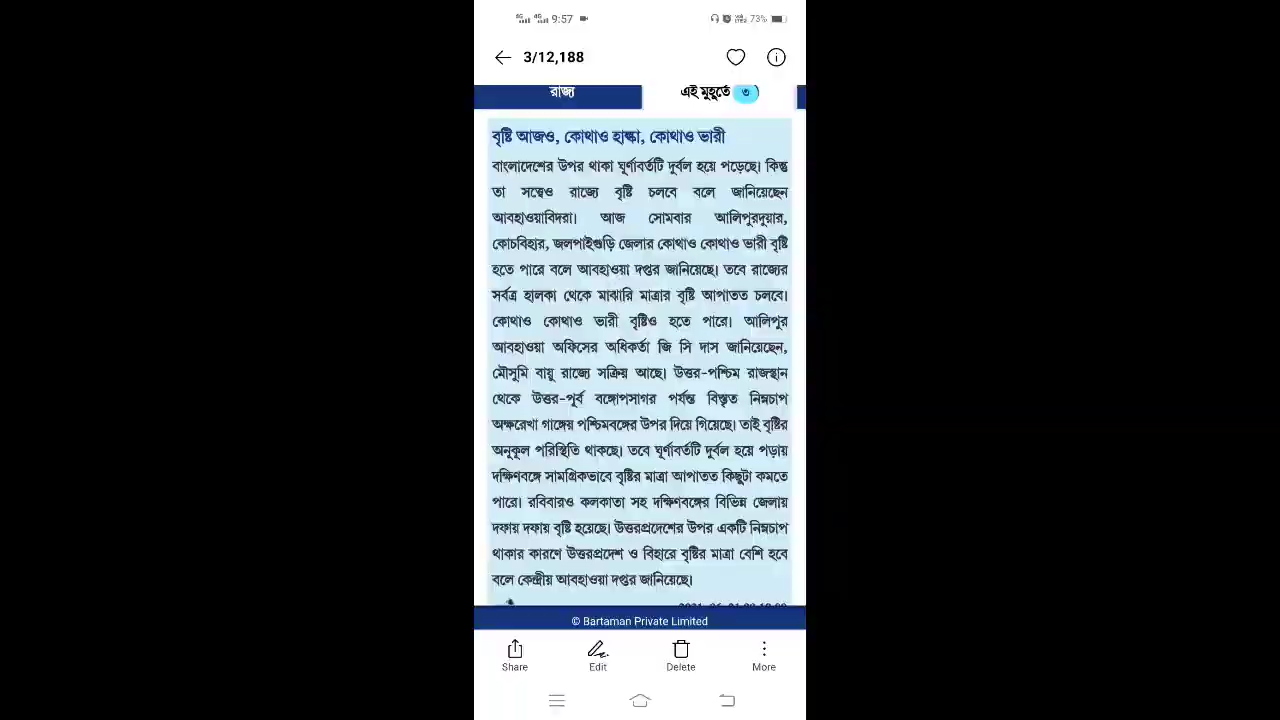 9:57
73%
3/12,188
রাজ্য
এই মুহূর্তে ৩
বৃষ্টি আজও, কোথাও হাল্কা, কোথাও ভারী
বাংলাদেশের উপর থাকা ঘূর্ণাবর্তটি দুর্বল হয়ে পড়েছে। কিন্তু
তা সত্ত্বেও রাজ্যে বৃষ্টি চলবে বলে জানিয়েছেন
আবহাওয়াবিদরা। আজ সোমবার আলিপুরদুয়ার,
কোচবিহার, জলপাইগুড়ি জেলার কোথাও কোথাও ভারী বৃষ্টি
হতে পারে বলে আবহাওয়া দপ্তর জানিয়েছে। তবে রাজ্যের
সর্বত্র হালকা থেকে মাঝারি মাত্রার বৃষ্টি আপাতত চলবে।
কোথাও কোথাও ভারী বৃষ্টিও হতে পারে। আলিপুর
আবহাওয়া অফিসের অধিকর্তা জি সি দাস জানিয়েছেন,
মৌসুমি বায়ু রাজ্যে সক্রিয় আছে। উত্তর-পশ্চিম রাজস্থান
থেকে উত্তর-পূর্ব বঙ্গোপসাগর পর্যন্ত বিস্তৃত নিম্নচাপ
অক্ষরেখা গাঙ্গেয় পশ্চিমবঙ্গের উপর দিয়ে গিয়েছে। তাই বৃষ্টির
অনুকূল পরিস্থিতি থাকছে। তবে ঘূর্ণাবর্তটি দুর্বল হয়ে পড়ায়
দক্ষিণবঙ্গে সামগ্রিকভাবে বৃষ্টির মাত্রা আপাতত কিছুটা কমতে
পারে। রবিবারও কলকাতা সহ দক্ষিণবঙ্গের বিভিন্ন জেলায়
দফায় দফায় বৃষ্টি হয়েছে। উত্তরপ্রদেশের উপর একটি নিম্নচাপ
থাকার কারণে উত্তরপ্রদেশ ও বিহারে বৃষ্টির মাত্রা বেশি হবে
বলে কেন্দ্রীয় আবহাওয়া দপ্তর জানিয়েছে।
© Bartaman Private Limited
Share
Edit
Delete
More